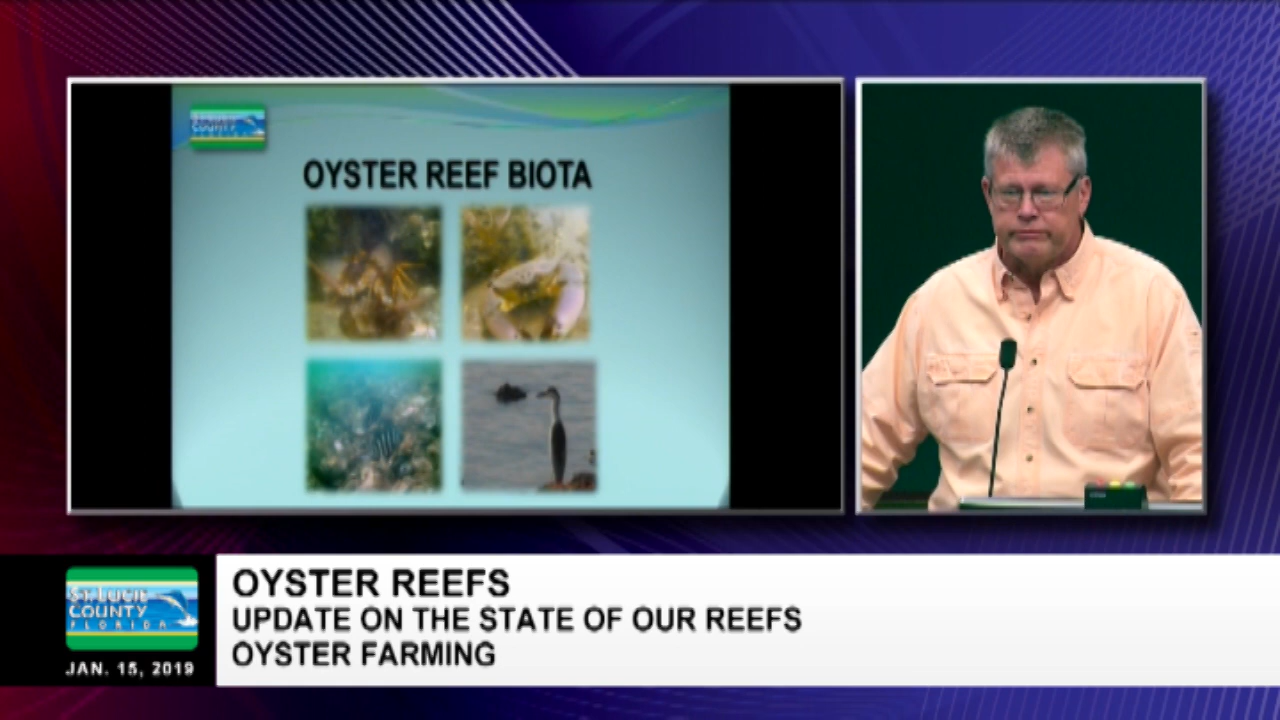 COUNTY
OYSTER REEF BIOTA
ST. LUCIE
COUNTY
FLORIDA
JAN. 15, 2019
OYSTER REEFS
UPDATE ON THE STATE OF OUR REEFS
OYSTER FARMING